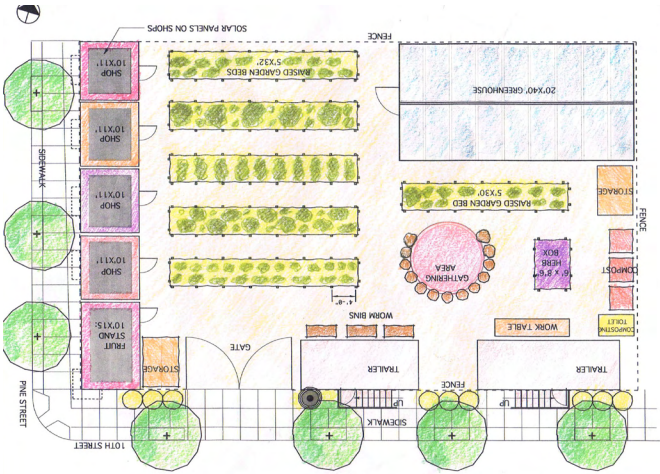 SOLAR PANELS ON SHOPS
FENCE
SHOP
10'X11'
RAISED GARDEN BEDS
5'X32'
20'X40' GREENHOUSE
SHOP
10'X11'
SIDEWALK
SHOP
10'X11'
RAISED GARDEN BED
5'X30'
STORAGE
FENCE
SHOP
10'X11'
GATHERING
AREA
HERB
BOX
COMPOST
4'-0"
WORM BINS
FRUIT
STAND
10'X15'
WORK TABLE
COMPOSTING
TOILET
GATE
STORAGE
TRAILER
TRAILER
FENCE
PINE STREET
UP
UP
SIDEWALK
10TH STREET